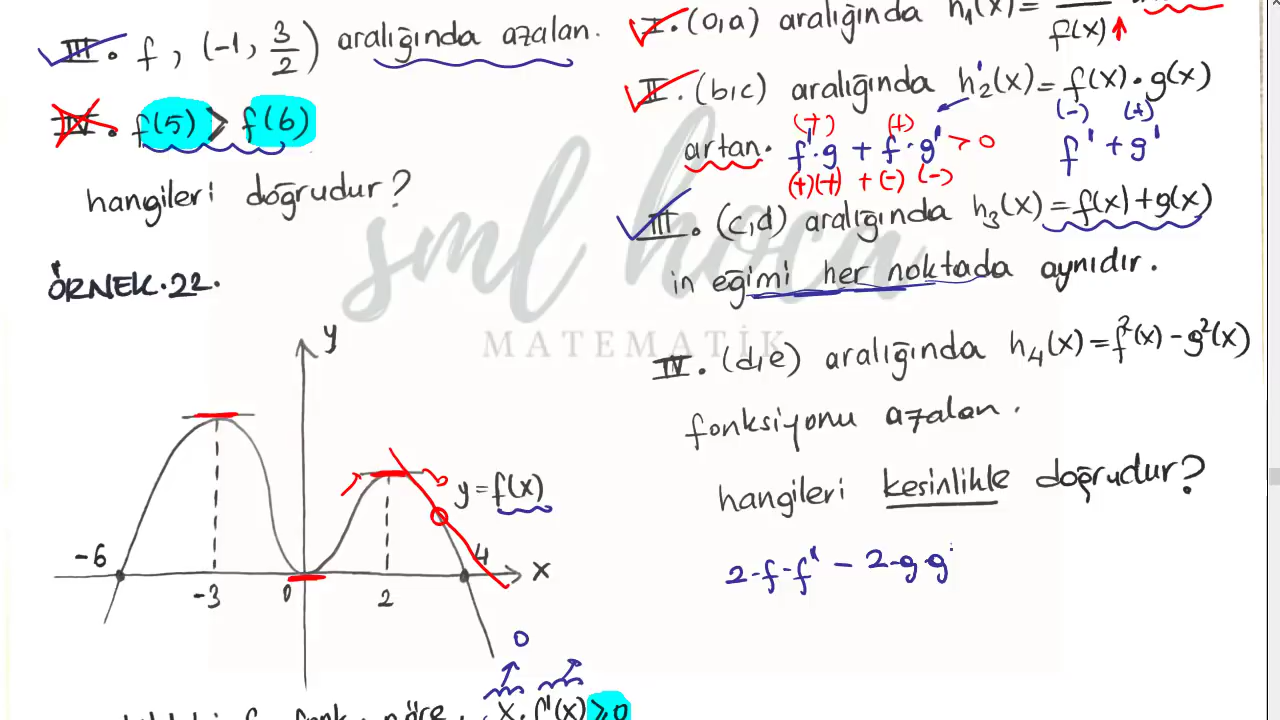 III. f, (-1, 3/2) aralığında azalan.
IV. f(5) > f(6)
hangileri doğrudur?
ÖRNEK.22.
y
y=f(x)
-6
-3
0
2
4
x
0
x. f'(x) ≥0
I. (0,a) aralığında h₁(x)=
f(x)↑
II. (b,c) aralığında h₂'(x)=f(x).g(x)
(+) (+) (-) (+)
artan. f'.g + f.g' >0 f' + g'
(+)(+) + (-) (-)
III. (c,d) aralığında h₃(x)=f(x)+g(x)
in eğimi her noktada aynıdır.
IV. (d,e) aralığında h₄(x)=f²(x)-g²(x)
fonksiyonu azalan.
hangileri kesinlikle doğrudur?
2.f.f' - 2.g.g'
sml hoca
MATEMATİK